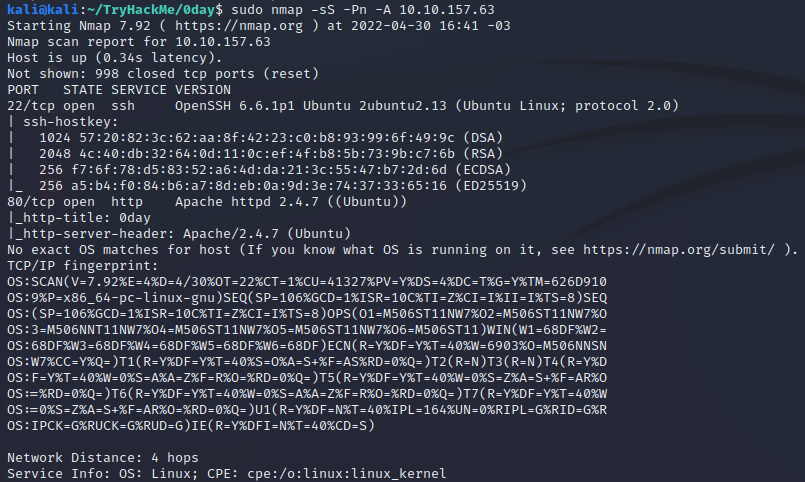 kali@kali:~/TryHackMe/0day$ sudo nmap -sS -Pn -A 10.10.157.63
Starting Nmap 7.92 ( https://nmap.org ) at 2022-04-30 16:41 -03
Nmap scan report for 10.10.157.63
Host is up (0.34s latency).
Not shown: 998 closed tcp ports (reset)
PORT   STATE SERVICE VERSION
22/tcp open  ssh     OpenSSH 6.6.1p1 Ubuntu 2ubuntu2.13 (Ubuntu Linux; protocol 2.0)
| ssh-hostkey:
|   1024 57:20:82:3c:62:aa:8f:42:23:c0:b8:93:99:6f:49:9c (DSA)
|   2048 4c:40:db:32:64:0d:11:0c:ef:4f:b8:5b:73:9b:c7:6b (RSA)
|   256 f7:6f:78:d5:83:52:a6:4d:da:21:3c:55:47:b7:2d:6d (ECDSA)
|_  256 a5:b4:f0:84:b6:a7:8d:eb:0a:9d:3e:74:37:33:65:16 (ED25519)
80/tcp open  http    Apache httpd 2.4.7 ((Ubuntu))
|_http-title: 0day
|_http-server-header: Apache/2.4.7 (Ubuntu)
No exact OS matches for host (If you know what OS is running on it, see https://nmap.org/submit/ ).
TCP/IP fingerprint:
OS:SCAN(V=7.92%E=4%D=4/30%OT=22%CT=1%CU=41327%PV=Y%DS=4%DC=T%G=Y%TM=626D910
OS:9%P=x86_64-pc-linux-gnu)SEQ(SP=106%GCD=1%ISR=10C%TI=Z%CI=I%II=I%TS=8)SEQ
OS:(SP=106%GCD=1%ISR=10C%TI=Z%CI=I%TS=8)OPS(O1=M506ST11NW7%O2=M506ST11NW7%O
OS:3=M506NNT11NW7%O4=M506ST11NW7%O5=M506ST11NW7%O6=M506ST11)WIN(W1=68DF%W2=
OS:68DF%W3=68DF%W4=68DF%W5=68DF%W6=68DF)ECN(R=Y%DF=Y%T=40%W=6903%O=M506NNSN
OS:W7%CC=Y%Q=)T1(R=Y%DF=Y%T=40%S=O%A=S+%F=AS%RD=0%Q=)T2(R=N)T3(R=N)T4(R=Y%D
OS:F=Y%T=40%W=0%S=A%A=Z%F=R%O=%RD=0%Q=)T5(R=Y%DF=Y%T=40%W=0%S=Z%A=S+%F=AR%O
OS:=%RD=0%Q=)T6(R=Y%DF=Y%T=40%W=0%S=A%A=Z%F=R%O=%RD=0%Q=)T7(R=Y%DF=Y%T=40%W
OS:=0%S=Z%A=S+%F=AR%O=%RD=0%Q=)U1(R=Y%DF=N%T=40%IPL=164%UN=0%RIPL=G%RID=G%R
OS:IPCK=G%RUCK=G%RUD=G)IE(R=Y%DFI=N%T=40%CD=S)
Network Distance: 4 hops
Service Info: OS: Linux; CPE: cpe:/o:linux:linux_kernel